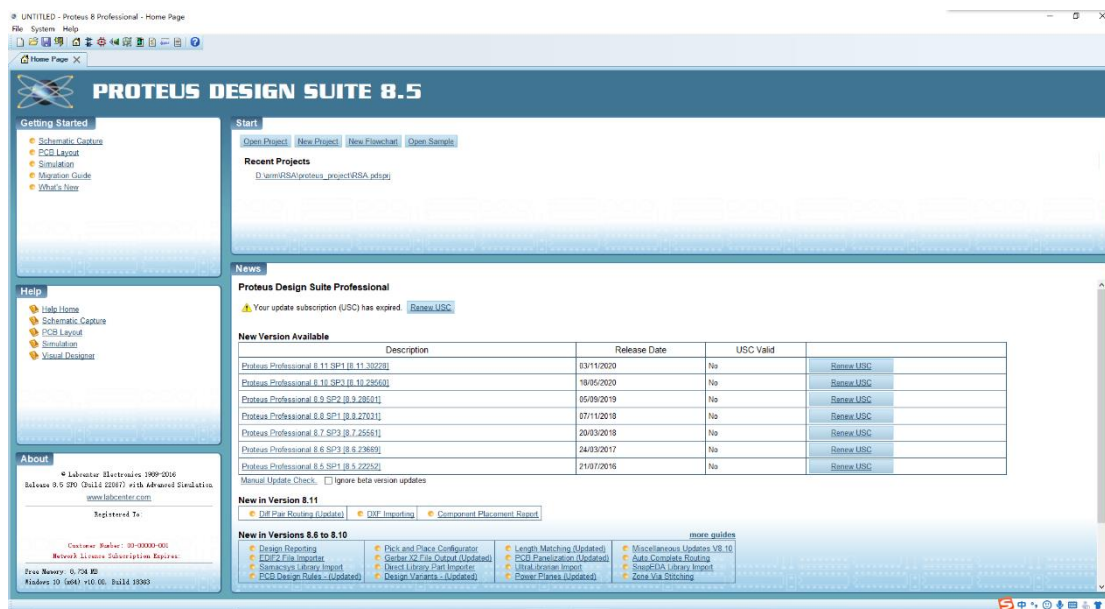 UNTITLED - Proteus 8 Professional - Home Page
File System Help
Home Page
PROTEUS DESIGN SUITE 8.5
Getting Started
Schematic Capture
PCB Layout
Simulation
Migration Guide
What's New
Start
Open Project New Project New Flowchart Open Sample
Recent Projects
D:\arm\RSA\proteus_project\RSA.pdsprj
Help
Help Home
Schematic Capture
PCB Layout
Simulation
Visual Designer
News
Proteus Design Suite Professional
Your update subscription (USC) has expired. Renew USC
New Version Available
Description Release Date USC Valid
Proteus Professional 8.11 SP1 [8.11.30228] 03/11/2020 No Renew USC
Proteus Professional 8.10 SP3 [8.10.29560] 18/05/2020 No Renew USC
Proteus Professional 8.9 SP2 [8.9.28501] 05/09/2019 No Renew USC
Proteus Professional 8.8 SP1 [8.8.27031] 07/11/2018 No Renew USC
Proteus Professional 8.7 SP3 [8.7.25561] 20/03/2018 No Renew USC
Proteus Professional 8.6 SP3 [8.6.23669] 24/03/2017 No Renew USC
Proteus Professional 8.5 SP1 [8.5.22252] 21/07/2016 No Renew USC
Manual Update Check Ignore beta version updates
New in Version 8.11
Diff Pair Routing (Update) DXF Importing Component Placement Report
New in Versions 8.6 to 8.10 more guides
Design Reporting Pick and Place Configurator Length Matching (Updated) Miscellaneous Updates V8.10
EDIF2 File Importer Gerber X2 File Output (Updated) PCB Panelization (Updated) Auto Complete Routing
Samacsys Library Import Direct Library Part Importer UltraLibrarian Import SnapEDA Library Import
PCB Design Rules - (Updated) Design Variants - (Updated) Power Planes (Updated) Zone Via Stitching
About
© Labcenter Electronics 1989-2016
Release 8.5 SP0 (Build 22067) with Advanced Simulation
www.labcenter.com
Registered To:
Customer Number: 00-00000-001
Network Licence Subscription Expires:
Free Memory: 8,734 MB
Windows 10 (x64) v10.00, Build 18363
中